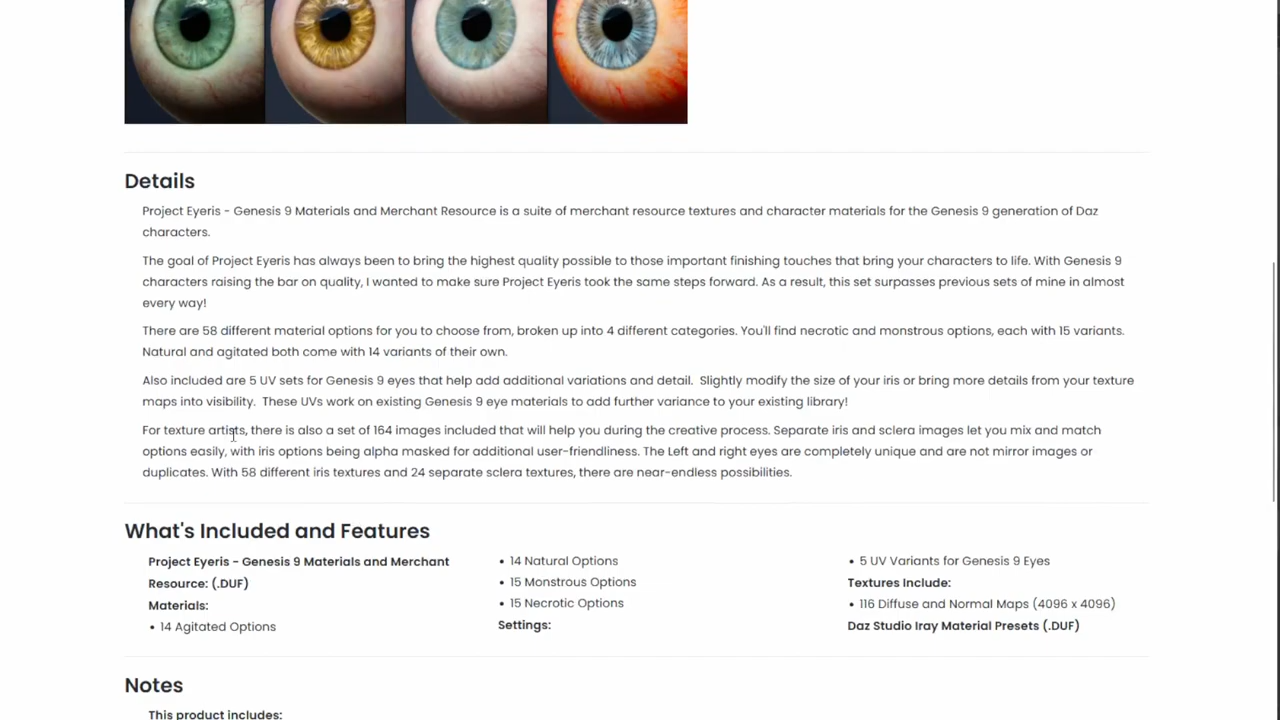 Details
Project Eyeris - Genesis 9 Materials and Merchant Resource is a suite of merchant resource textures and character materials for the Genesis 9 generation of Daz
characters.
The goal of Project Eyeris has always been to bring the highest quality possible to those important finishing touches that bring your characters to life. With Genesis 9
characters raising the bar on quality, I wanted to make sure Project Eyeris took the same steps forward. As a result, this set surpasses previous sets of mine in almost
every way!
There are 58 different material options for you to choose from, broken up into 4 different categories. You'll find necrotic and monstrous options, each with 15 variants.
Natural and agitated both come with 14 variants of their own.
Also included are 5 UV sets for Genesis 9 eyes that help add additional variations and detail.  Slightly modify the size of your iris or bring more details from your texture
maps into visibility.  These UVs work on existing Genesis 9 eye materials to add further variance to your existing library!
For texture artists, there is also a set of 164 images included that will help you during the creative process. Separate iris and sclera images let you mix and match
options easily, with iris options being alpha masked for additional user-friendliness. The Left and right eyes are completely unique and are not mirror images or
duplicates. With 58 different iris textures and 24 separate sclera textures, there are near-endless possibilities.
What's Included and Features
Project Eyeris - Genesis 9 Materials and Merchant
Resource: (.DUF)
Materials:
• 14 Agitated Options
• 14 Natural Options
• 15 Monstrous Options
• 15 Necrotic Options
Settings:
• 5 UV Variants for Genesis 9 Eyes
Textures Include:
• 116 Diffuse and Normal Maps (4096 x 4096)
Daz Studio Iray Material Presets (.DUF)
Notes
This product includes: